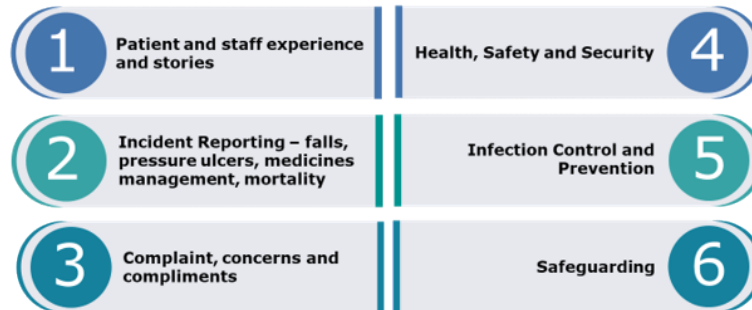 1
Patient and staff experience
and stories
2
Incident Reporting – falls,
pressure ulcers, medicines
management, mortality
3
Complaint, concerns and
compliments
Health, Safety and Security
4
Infection Control and
Prevention
5
Safeguarding
6